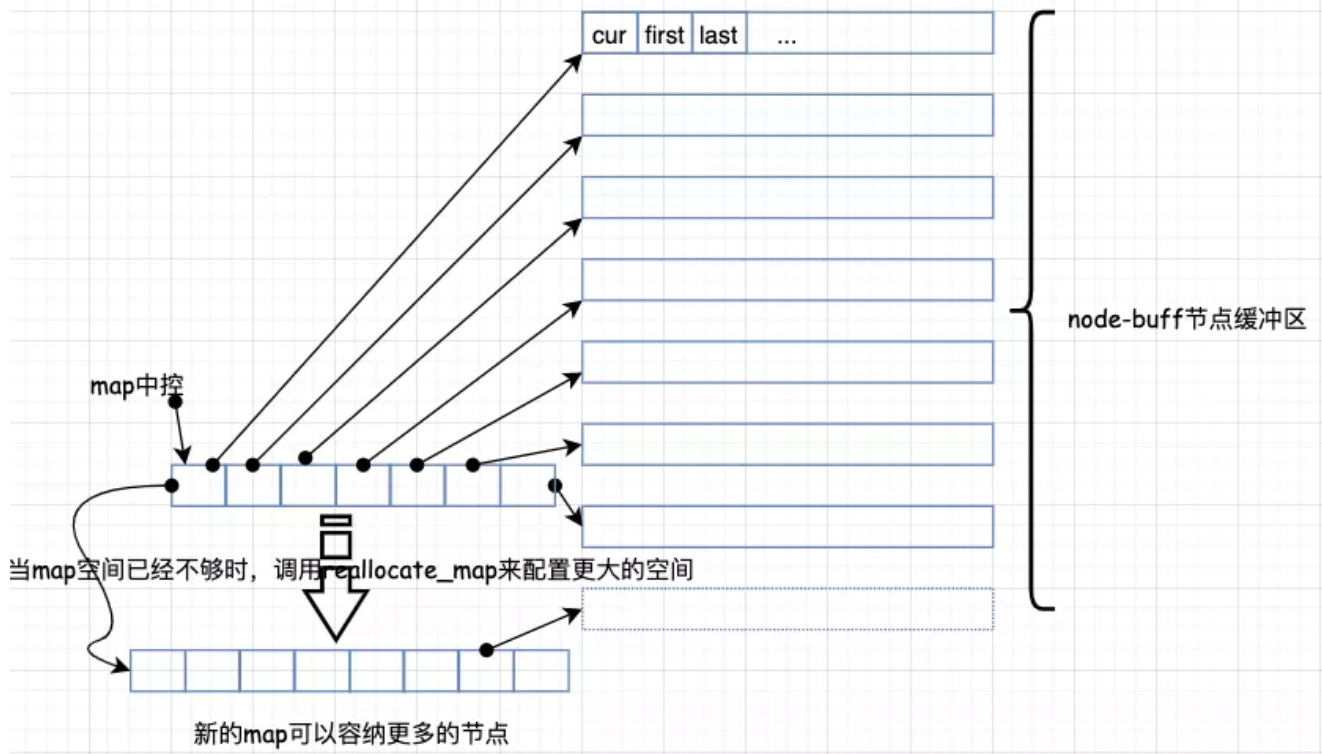 cur first last ...
node-buff节点缓冲区
map中控
当map空间已经不够时，调用reallocate_map来配置更大的空间
新的map可以容纳更多的节点